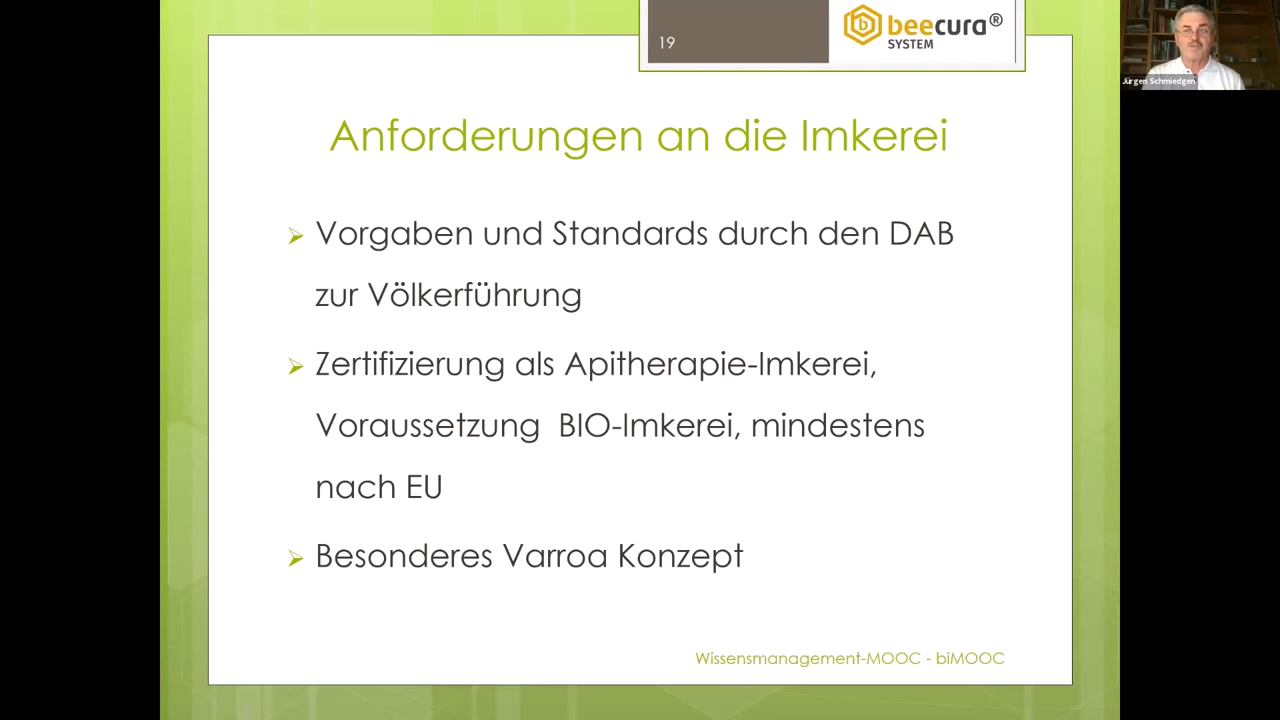 19
beecura®
SYSTEM
Jürgen Schmiedgen
Anforderungen an die Imkerei
Vorgaben und Standards durch den DAB
zur Völkerführung
Zertifizierung als Apitherapie-Imkerei,
Voraussetzung BIO-Imkerei, mindestens
nach EU
Besonderes Varroa Konzept
Wissensmanagement-MOOC - biMOOC